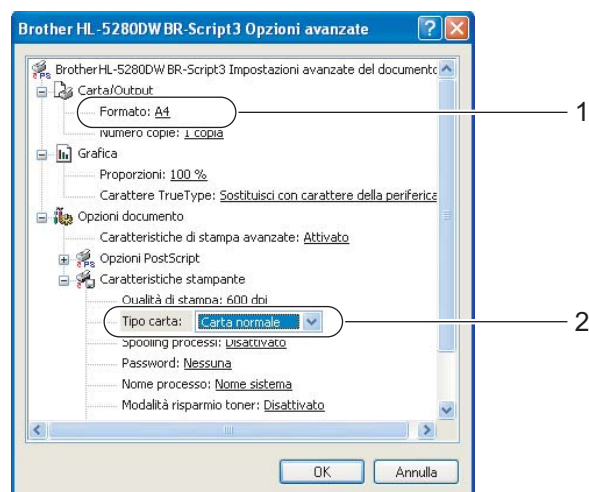 Brother HL-5280DW BR-Script3 Opzioni avanzate
Brother HL-5280DW BR-Script3 Impostazioni avanzate del documento
Carta/Output
Formato: A4
1
Numero copie: 1 copia
Grafica
Proporzioni: 100 %
Carattere TrueType: Sostituisci con carattere della periferica
Opzioni documento
Caratteristiche di stampa avanzate: Attivato
Opzioni PostScript
Caratteristiche stampante
Qualità di stampa: 600 dpi
Tipo carta: Carta normale
2
Spooling processi: Disattivato
Password: Nessuna
Nome processo: Nome sistema
Modalità risparmio toner: Disattivato
OK Annulla